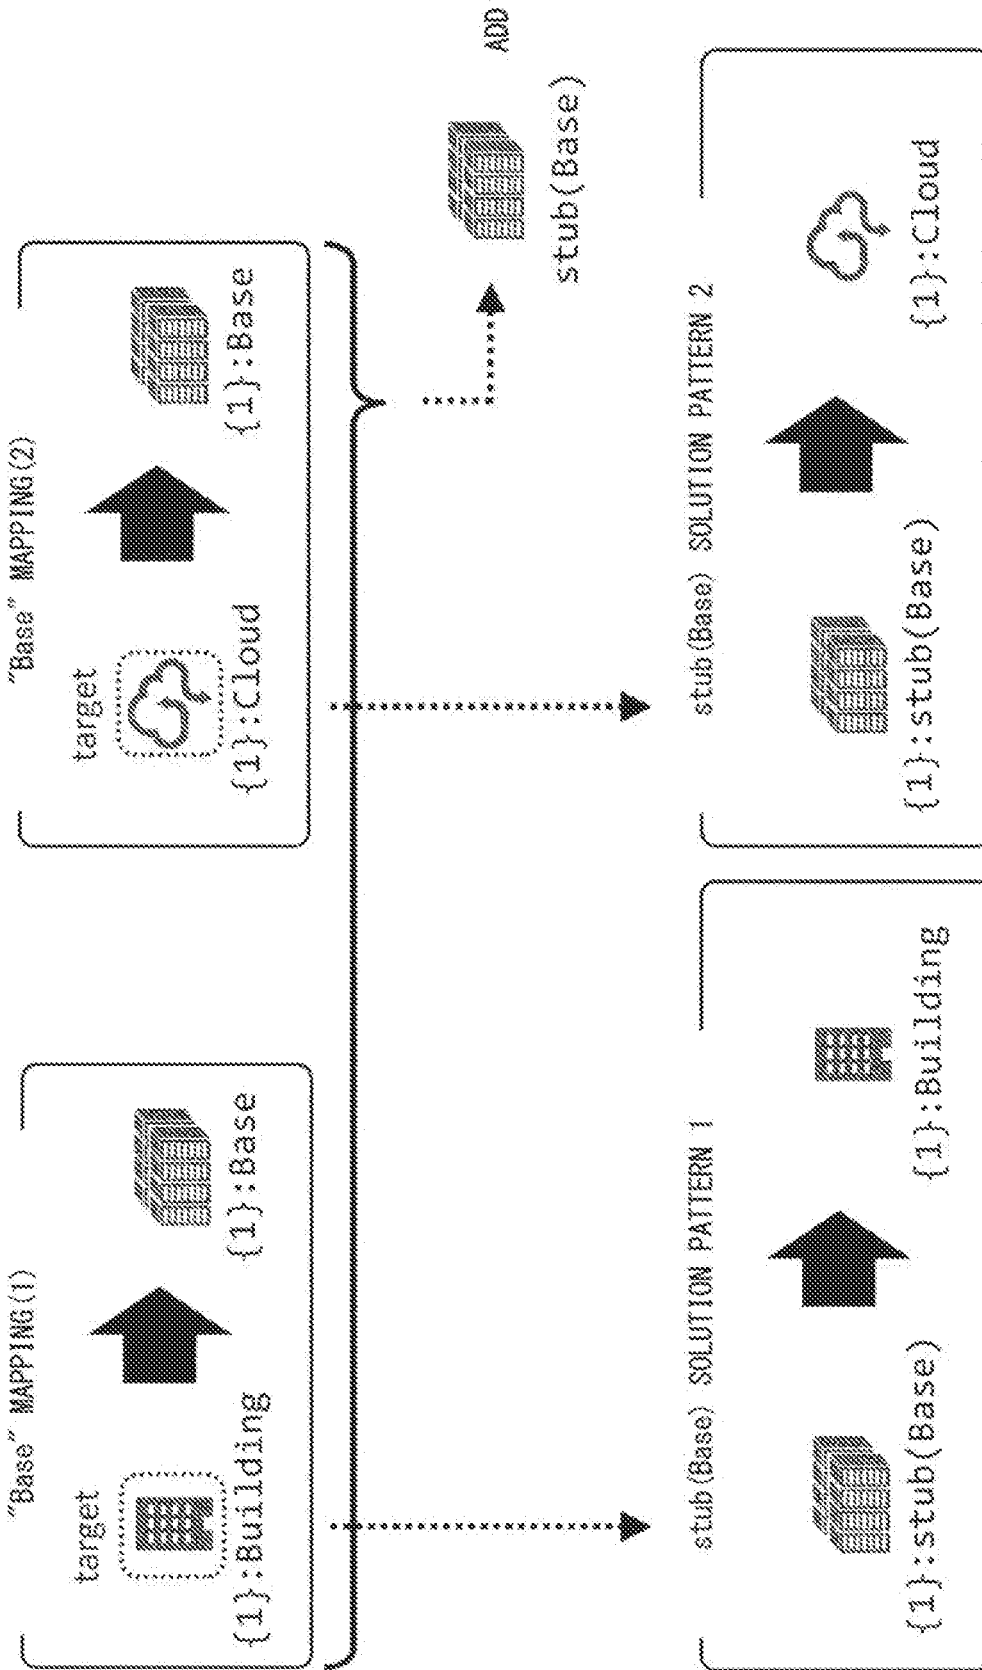 "Base" MAPPING(1)
target
{1}:Building
{1}:Base
"Base" MAPPING(2)
target
{1}:Cloud
{1}:Base
stub(Base)
ADD
stub(Base) SOLUTION PATTERN 1
{1}:stub(Base)
{1}:Building
stub(Base) SOLUTION PATTERN 2
{1}:stub(Base)
{1}:Cloud